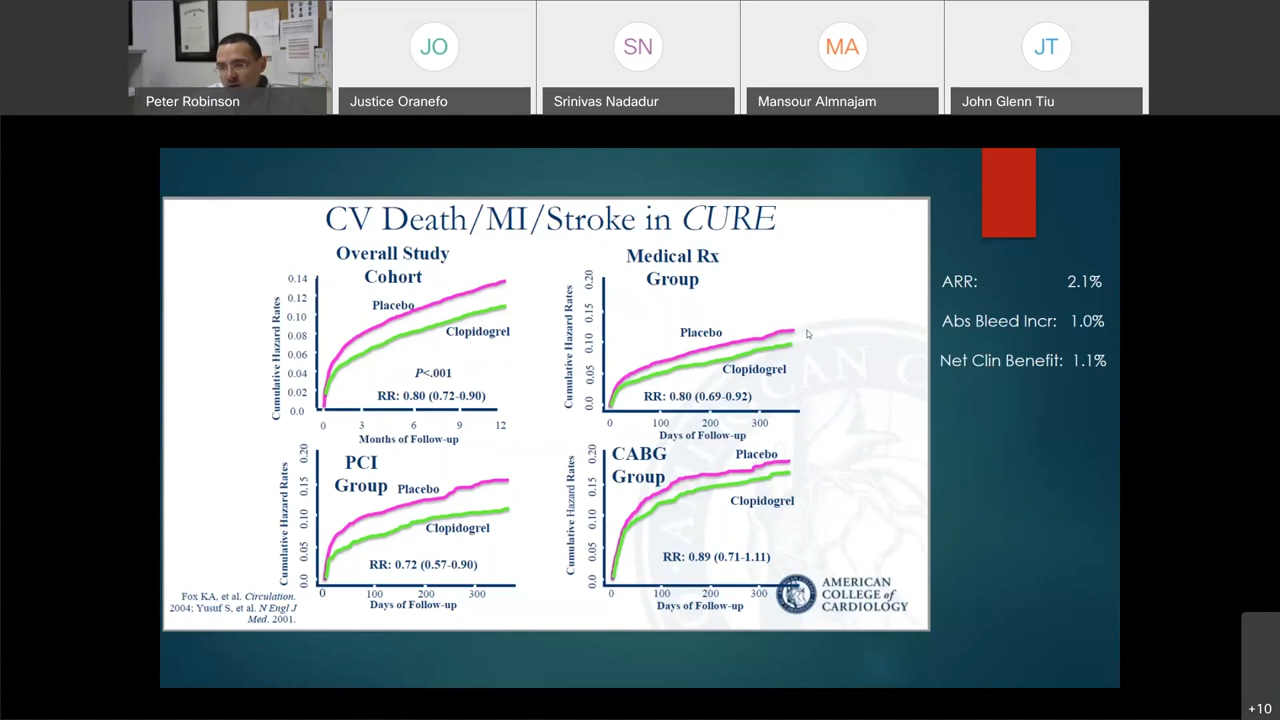 JO
SN
MA
JT
Peter Robinson
Justice Oranefo
Srinivas Nadadur
Mansour Almnajam
John Glenn Tiu
CV Death/MI/Stroke in CURE
Overall Study
Cohort
Cumulative Hazard Rates
0.14
0.12
0.10
0.08
0.06
0.04
0.02
0.0
Placebo
Clopidogrel
P<.001
RR: 0.80 (0.72-0.90)
0 3 6 9 12
Months of Follow-up
Medical Rx
Group
Cumulative Hazard Rates
0.20
0.15
0.10
0.05
0.0
Placebo
Clopidogrel
RR: 0.80 (0.69-0.92)
0 100 200 300
Days of Follow-up
PCI
Group
Cumulative Hazard Rates
0.20
0.15
0.10
0.05
0.0
Placebo
Clopidogrel
RR: 0.72 (0.57-0.90)
0 100 200 300
Days of Follow-up
CABG
Group
Cumulative Hazard Rates
0.20
0.15
0.10
0.05
0.0
Placebo
Clopidogrel
RR: 0.89 (0.71-1.11)
0 100 200 300
Days of Follow-up
Fox KA, et al. Circulation.
2004; Yusuf S, et al. N Engl J
Med. 2001.
AMERICAN
COLLEGE of
CARDIOLOGY
ARR: 2.1%
Abs Bleed Incr: 1.0%
Net Clin Benefit: 1.1%
+10